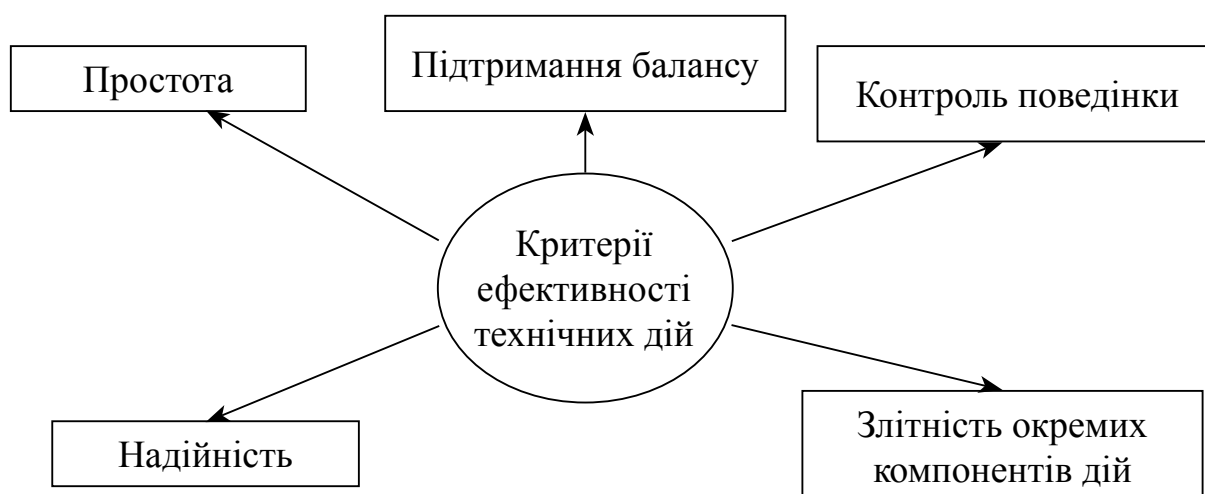 Простота
Підтримання балансу
Контроль поведінки
Критерії
ефективності
технічних дій
Надійність
Злітність окремих
компонентів дій